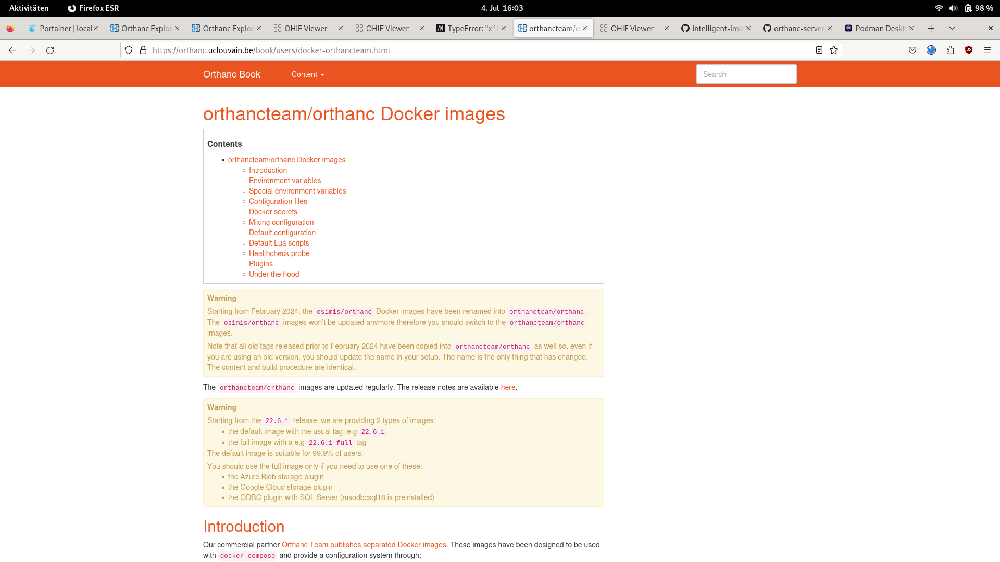 Aktivitäten Firefox ESR 4. Jul 16:03 98 %
Portainer | local Orthanc Explor Orthanc Explor OHIF Viewer OHIF Viewer TypeError: "x" i orthancteam/o OHIF Viewer intelligent-ima orthanc-server/ Podman Deskto
https://orthanc.uclouvain.be/book/users/docker-orthancteam.html
Orthanc Book Content Search
orthancteam/orthanc Docker images
Contents
• orthancteam/orthanc Docker images
◦ Introduction
◦ Environment variables
◦ Special environment variables
◦ Configuration files
◦ Docker secrets
◦ Mixing configuration
◦ Default configuration
◦ Default Lua scripts
◦ Healthcheck probe
◦ Plugins
◦ Under the hood
Warning
Starting from February 2024, the osimis/orthanc Docker images have been renamed into orthancteam/orthanc.
The osimis/orthanc images won’t be updated anymore therefore you should switch to the orthancteam/orthanc
images.
Note that all old tags released prior to February 2024 have been copied into orthancteam/orthanc as well so, even if
you are using an old version, you should update the name in your setup. The name is the only thing that has changed.
The content and build procedure are identical.
The orthancteam/orthanc images are updated regularly. The release notes are available here.
Warning
Starting from the 22.6.1 release, we are providing 2 types of images:
• the default image with the usual tag: e.g 22.6.1
• the full image with a e.g 22.6.1-full tag
The default image is suitable for 99.9% of users.
You should use the full image only if you need to use one of these:
• the Azure Blob storage plugin
• the Google Cloud storage plugin
• the ODBC plugin with SQL Server (msodbcsql18 is preinstalled)
Introduction
Our commercial partner Orthanc Team publishes separated Docker images. These images have been designed to be used
with docker-compose and provide a configuration system through: